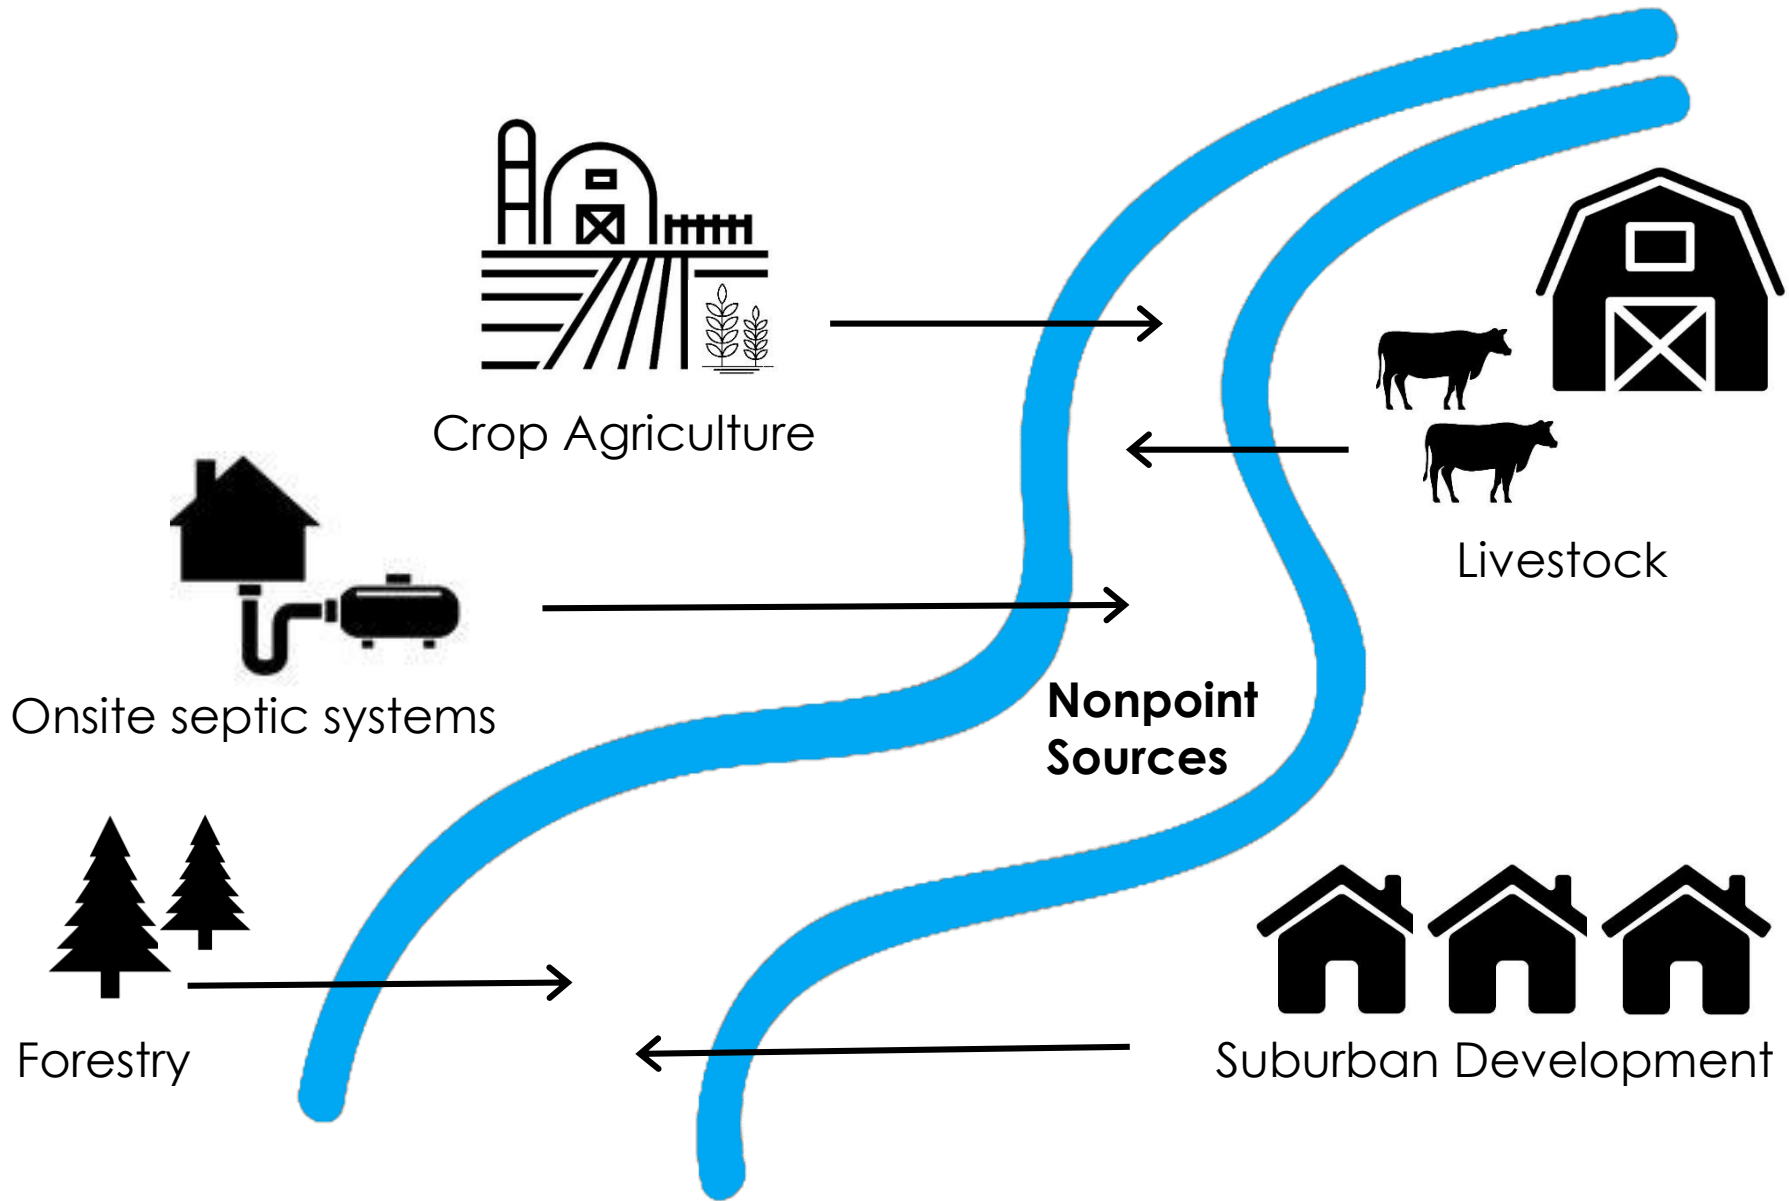 Crop Agriculture
Livestock
Onsite septic systems
Nonpoint
Sources
Forestry
Suburban Development